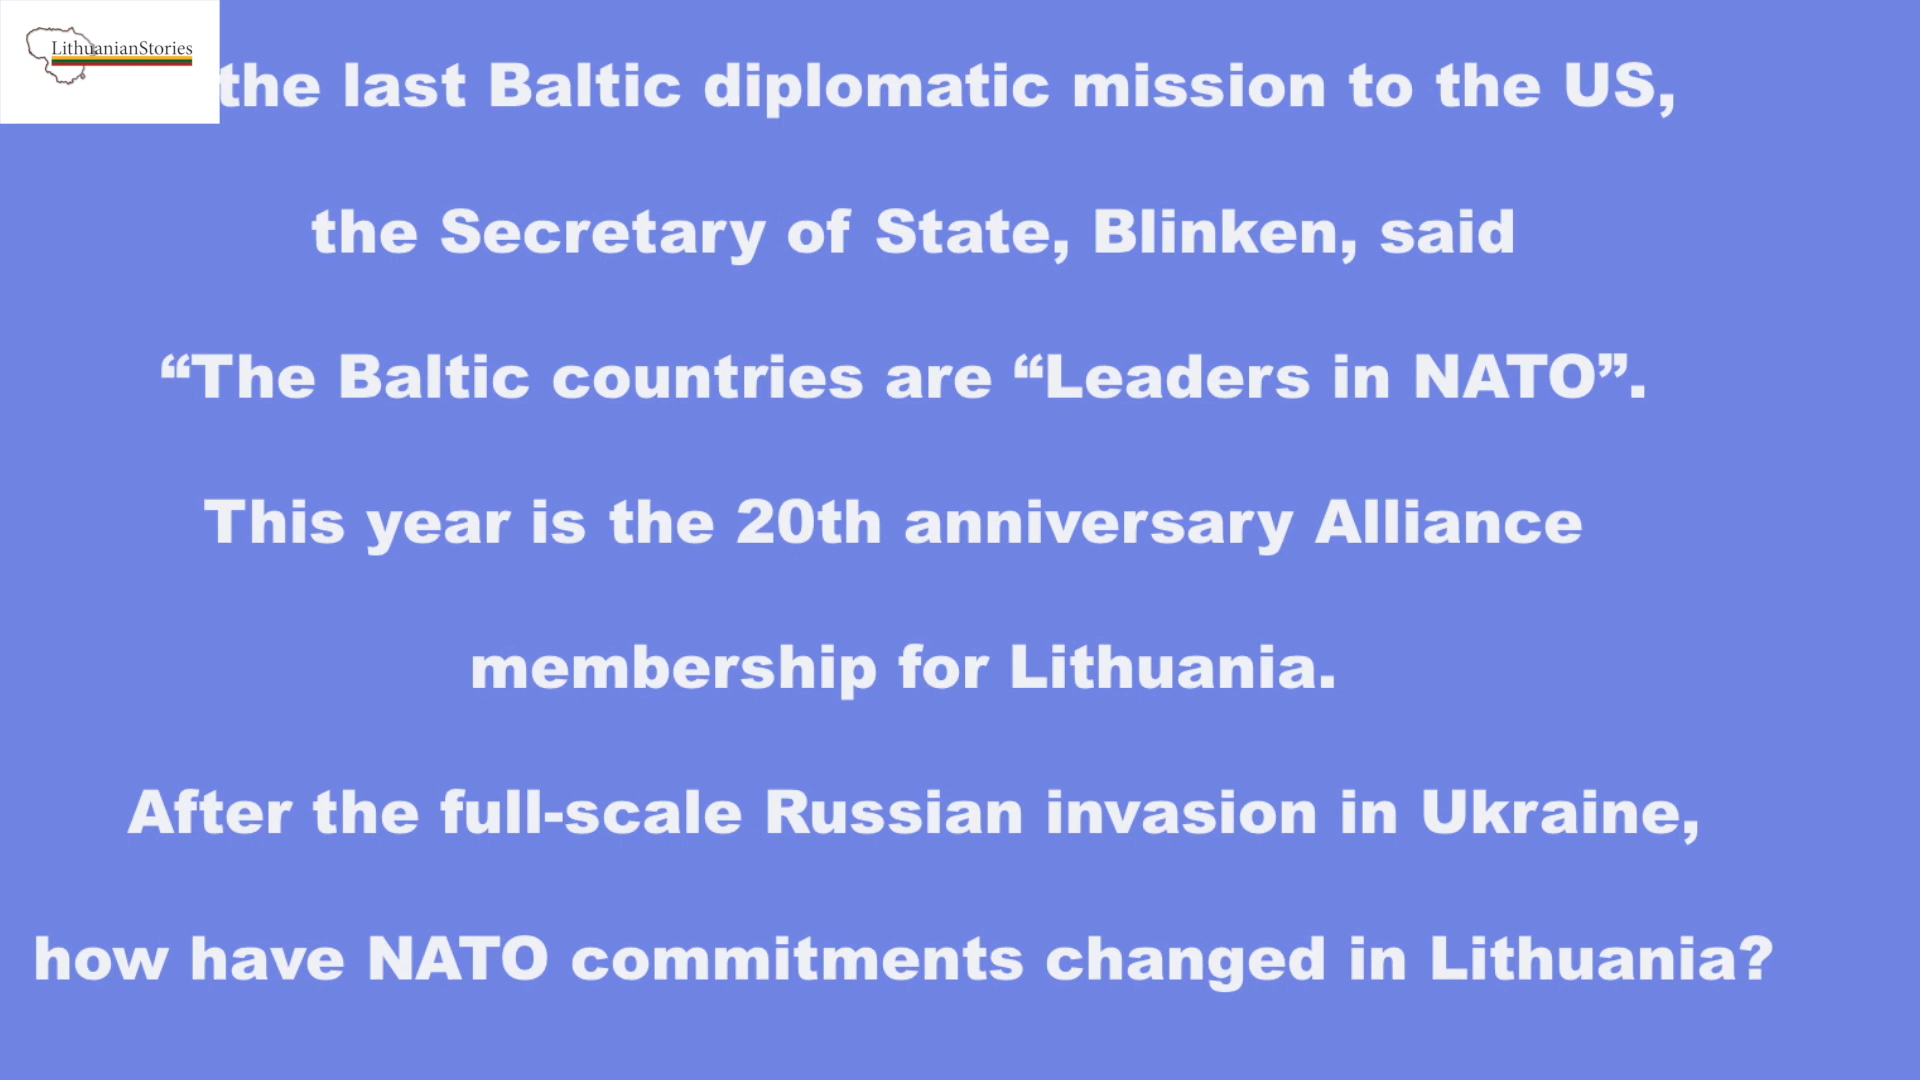 LithuanianStories
the last Baltic diplomatic mission to the US,
the Secretary of State, Blinken, said
“The Baltic countries are “Leaders in NATO”.
This year is the 20th anniversary Alliance
membership for Lithuania.
After the full-scale Russian invasion in Ukraine,
how have NATO commitments changed in Lithuania?